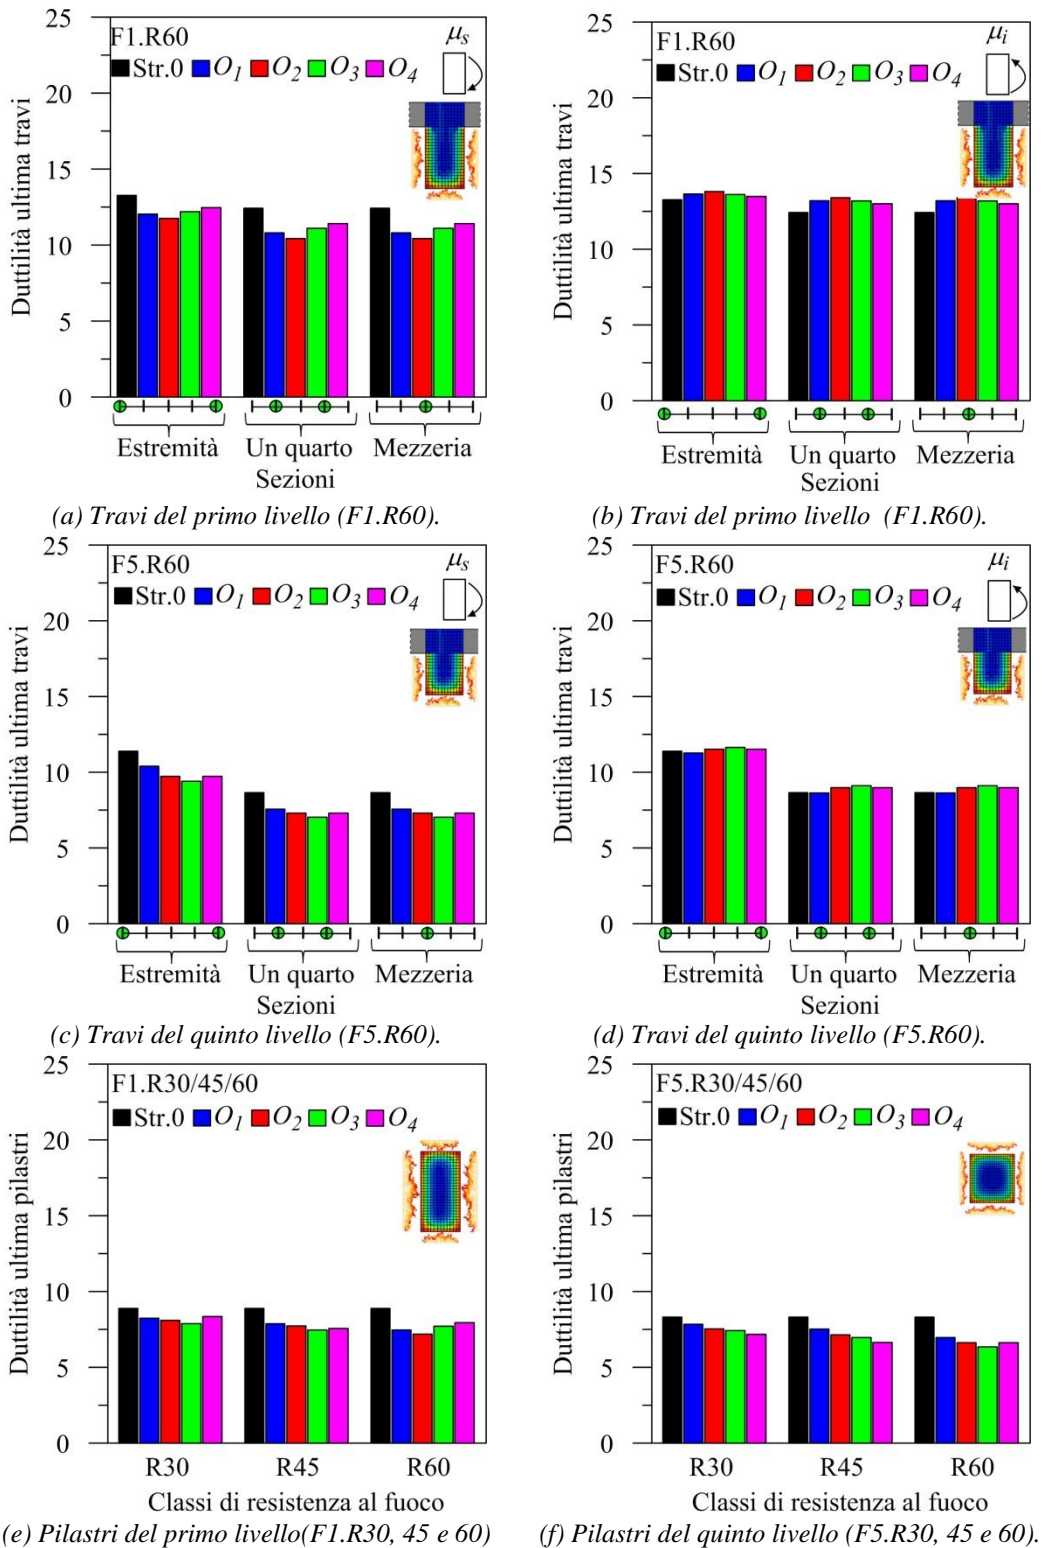 25
20
15
10
5
0
Duttilità ultima travi
F1.R60
Str.0 O1 O2 O3 O4
μs
Estremità Un quarto Mezzeria
Sezioni
(a) Travi del primo livello (F1.R60).
25
20
15
10
5
0
Duttilità ultima travi
F1.R60
Str.0 O1 O2 O3 O4
μi
Estremità Un quarto Mezzeria
Sezioni
(b) Travi del primo livello (F1.R60).
25
20
15
10
5
0
Duttilità ultima travi
F5.R60
Str.0 O1 O2 O3 O4
μs
Estremità Un quarto Mezzeria
Sezioni
(c) Travi del quinto livello (F5.R60).
25
20
15
10
5
0
Duttilità ultima travi
F5.R60
Str.0 O1 O2 O3 O4
μi
Estremità Un quarto Mezzeria
Sezioni
(d) Travi del quinto livello (F5.R60).
25
20
15
10
5
0
Duttilità ultima pilastri
F1.R30/45/60
Str.0 O1 O2 O3 O4
R30 R45 R60
Classi di resistenza al fuoco
(e) Pilastri del primo livello(F1.R30, 45 e 60)
25
20
15
10
5
0
Duttilità ultima pilastri
F5.R30/45/60
Str.0 O1 O2 O3 O4
R30 R45 R60
Classi di resistenza al fuoco
(f) Pilastri del quinto livello (F5.R30, 45 e 60).